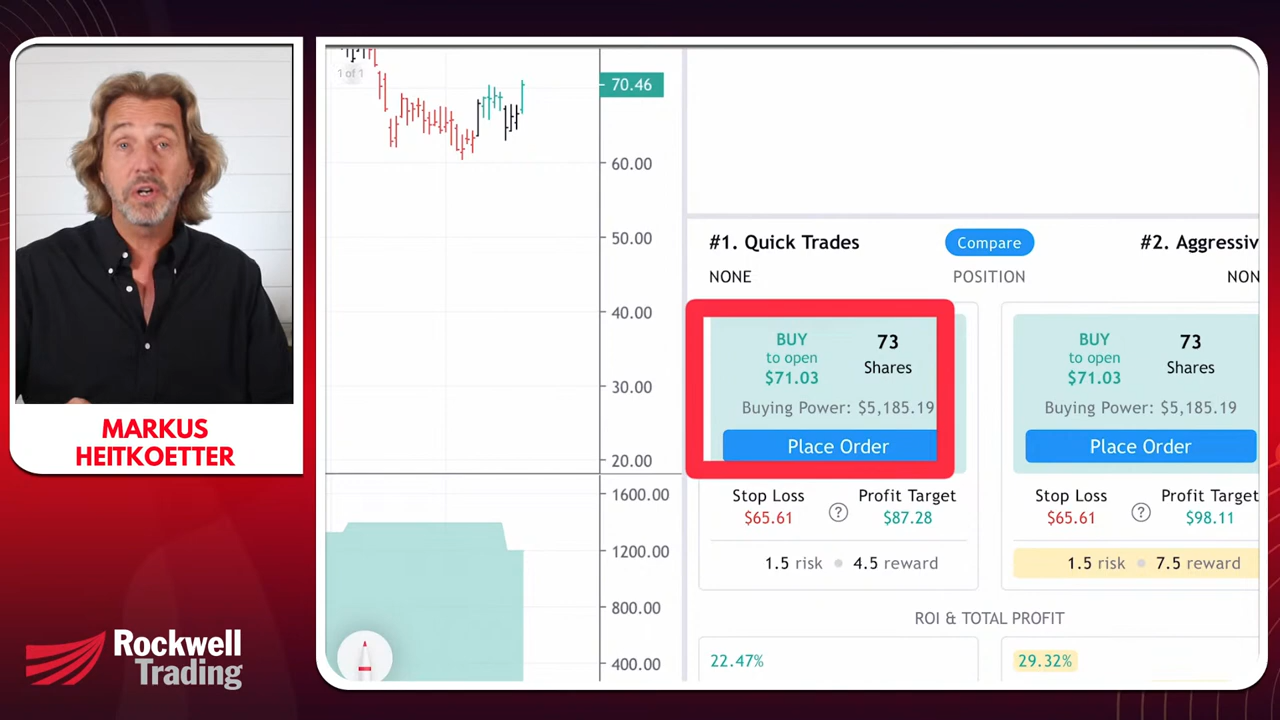 MARKUS
HEITKOETTER
Rockwell
Trading
1 of 1
70.46
60.00
50.00
40.00
30.00
20.00
1600.00
1200.00
800.00
400.00
#1. Quick Trades
Compare
#2. Aggressiv
NONE
POSITION
NON
BUY
to open
$71.03
73
Shares
Buying Power: $5,185.19
Place Order
BUY
to open
$71.03
73
Shares
Buying Power: $5,185.19
Place Order
Stop Loss
$65.61
?
Profit Target
$87.28
1.5 risk • 4.5 reward
Stop Loss
$65.61
?
Profit Target
$98.11
1.5 risk • 7.5 reward
ROI & TOTAL PROFIT
22.47%
29.32%